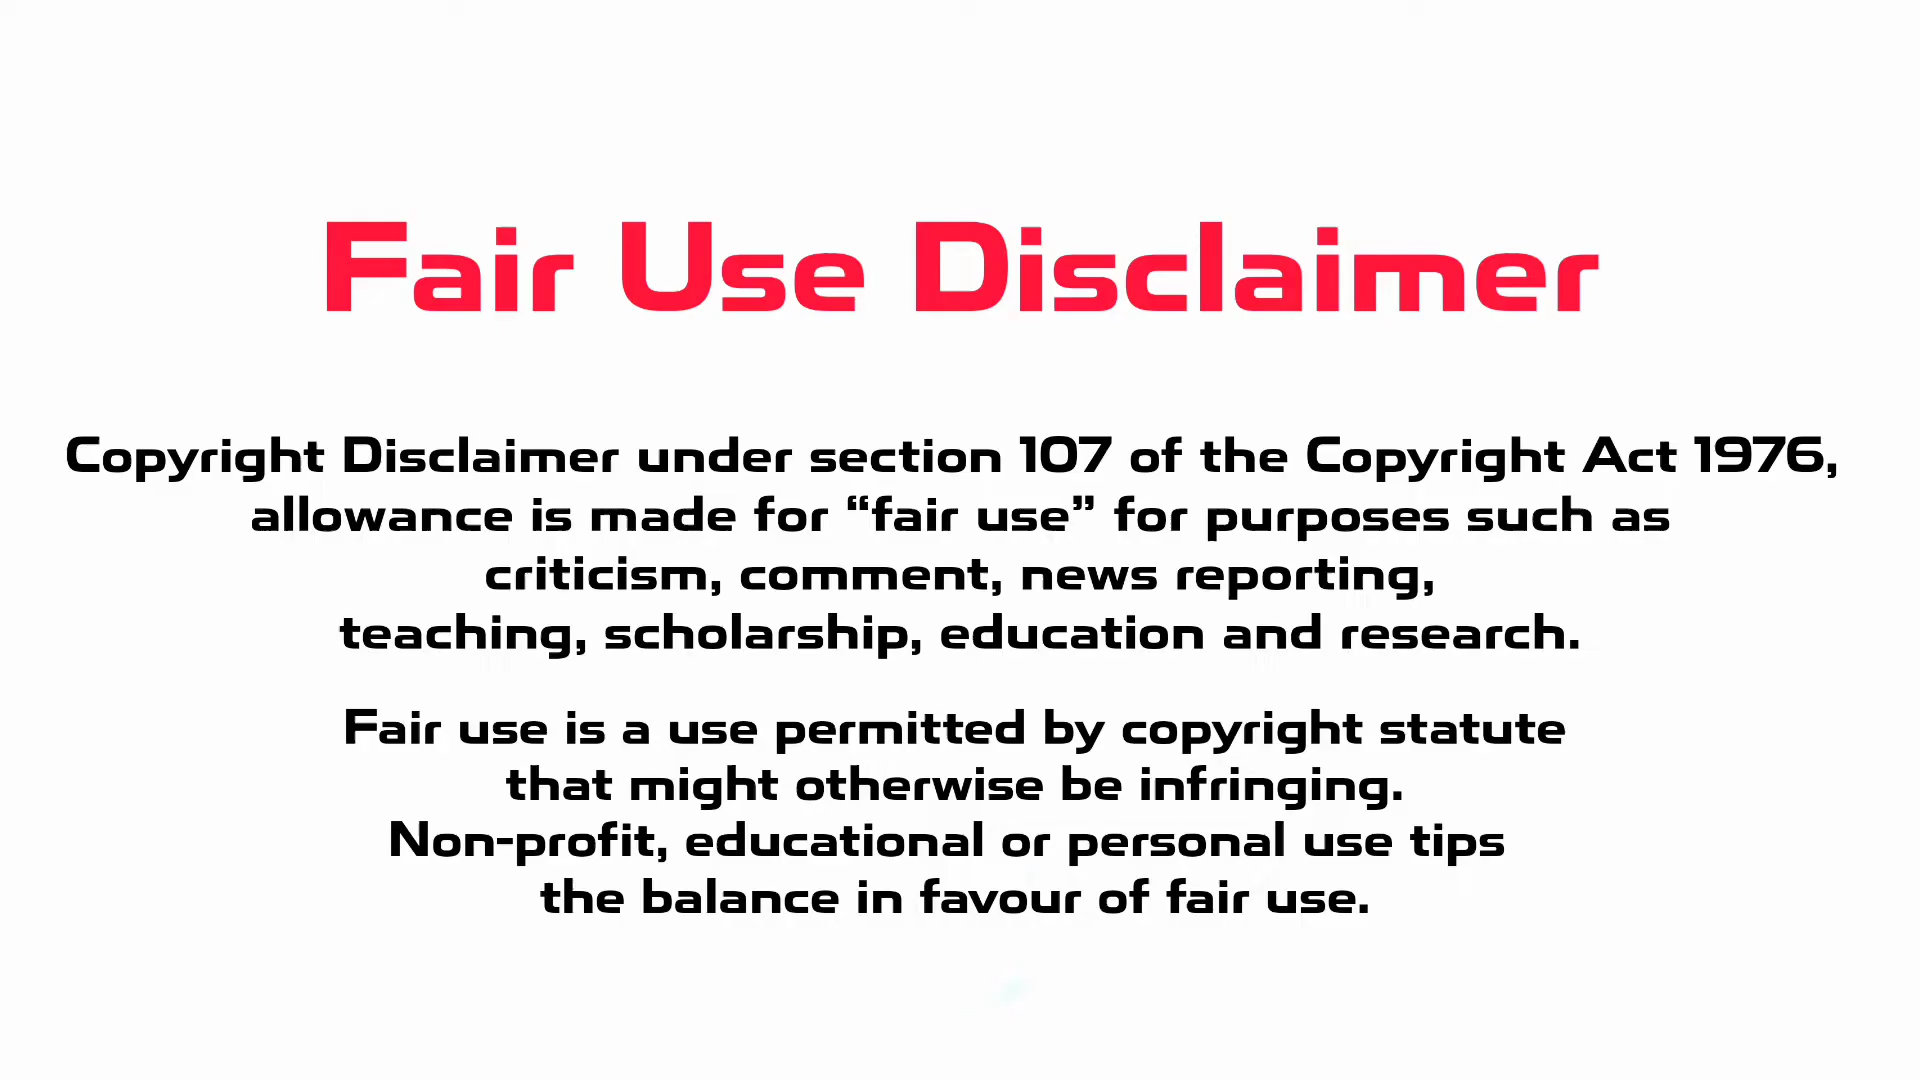 Fair Use Disclaimer
Copyright Disclaimer under section 107 of the Copyright Act 1976,
allowance is made for “fair use” for purposes such as
criticism, comment, news reporting,
teaching, scholarship, education and research.
Fair use is a use permitted by copyright statute
that might otherwise be infringing.
Non-profit, educational or personal use tips
the balance in favour of fair use.